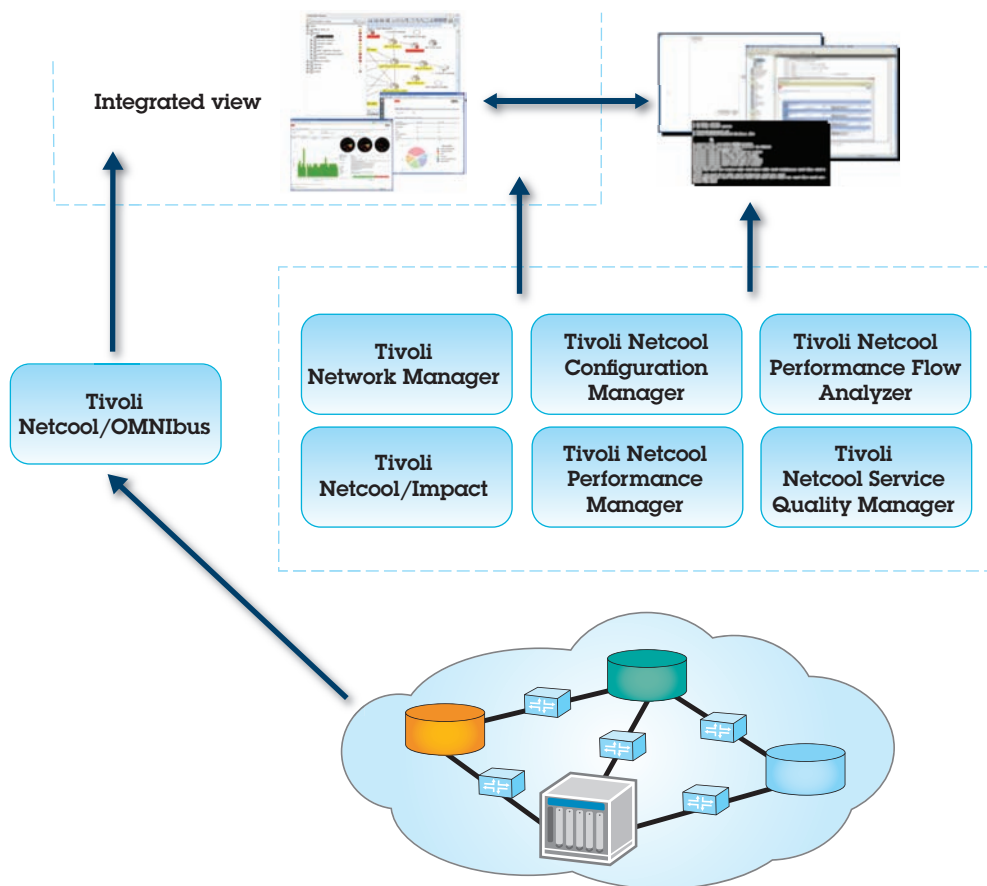 Integrated view
Tivoli
Network Manager
Tivoli Netcool
Configuration
Manager
Tivoli Netcool
Performance Flow
Analyzer
Tivoli
Netcool/OMNIbus
Tivoli
Netcool/Impact
Tivoli Netcool
Performance
Manager
Tivoli
Netcool Service
Quality Manager